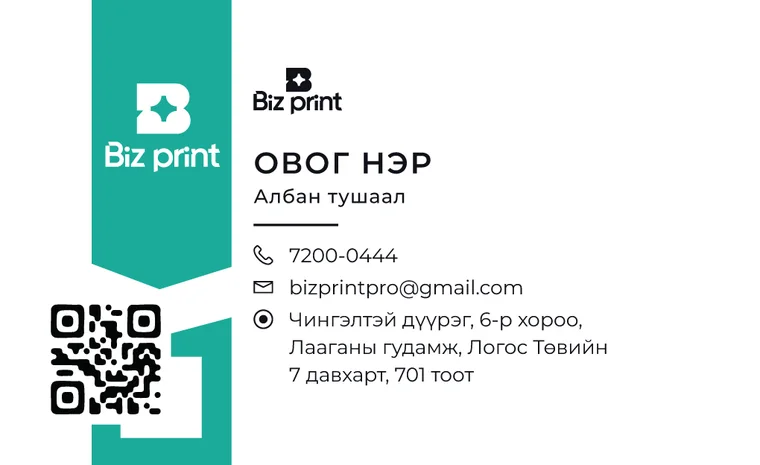 Biz print
Biz print
ОВОГ НЭР
Албан тушаал
7200-0444
bizprintpro@gmail.com
Чингэлтэй дүүрэг, 6-р хороо,
Лааганы гудамж, Логос Төвийн
7 давхарт, 701 тоот